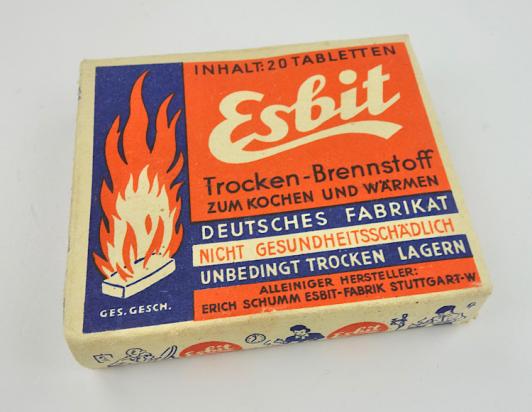 INHALT: 20 TABLETTEN
Esbit
Trocken-Brennstoff
ZUM KOCHEN UND WÄRMEN
DEUTSCHES FABRIKAT
NICHT GESUNDHEITSSCHÄDLICH
UNBEDINGT TROCKEN LAGERN
ALLEINIGER HERSTELLER:
ERICH SCHUMM ESBIT-FABRIK STUTTGART-W
GES. GESCH.
Esbit Esbit